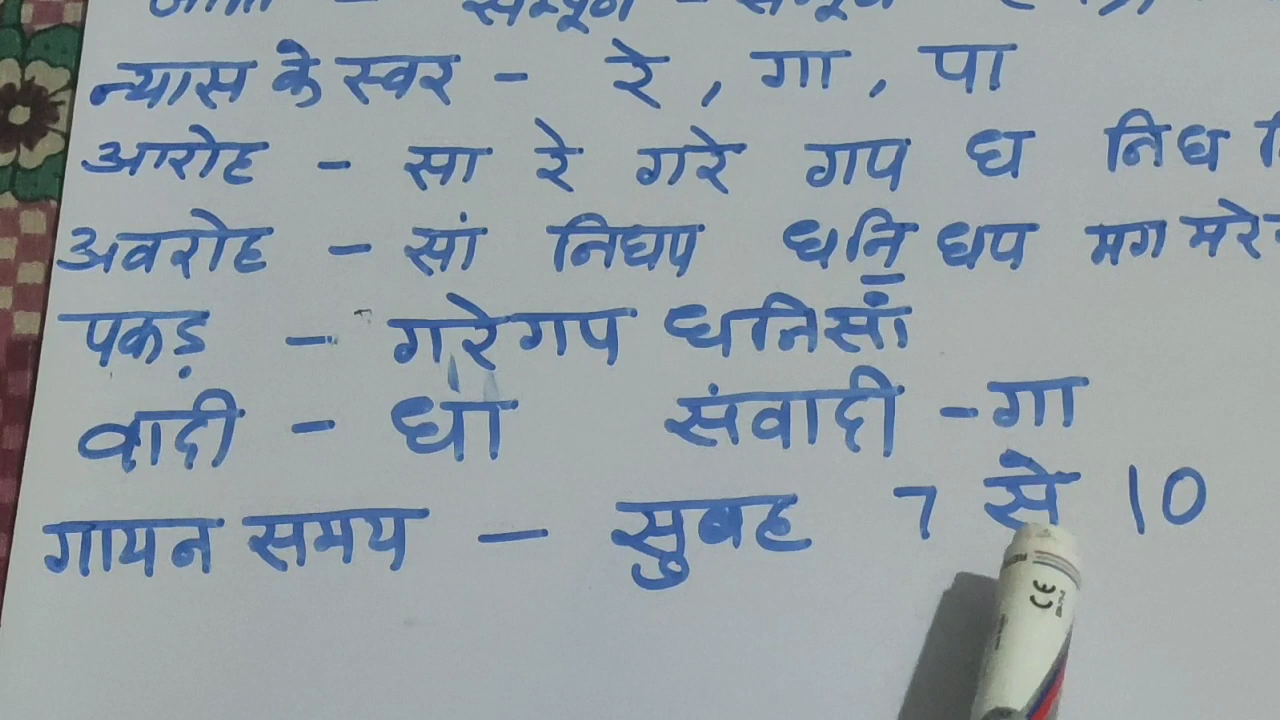 न्यास के स्वर - रे , गा , पा
आरोह - सा रे गरे गप ध निध
अवरोह - सां निधप धनि॒ धप मग मरे
पकड़ - गरेगप धनिसां
वादी - धा संवादी - गा
गायन समय - सुबह 7 से 10
CE